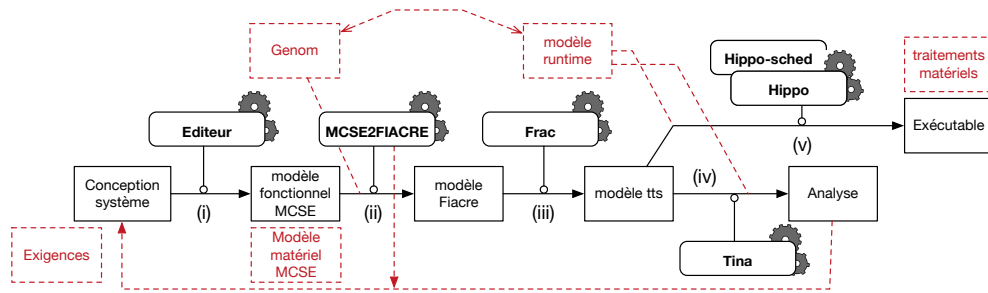 Genom
modèle
runtime
Hippo-sched
Hippo
traitements
matériels
Editeur
MCSE2FIACRE
Frac
Exécutable
(v)
Conception
système
(i)
modèle
fonctionnel
MCSE
(ii)
modèle
Fiacre
(iii)
modèle tts
(iv)
Analyse
Exigences
Modèle
matériel
MCSE
Tina